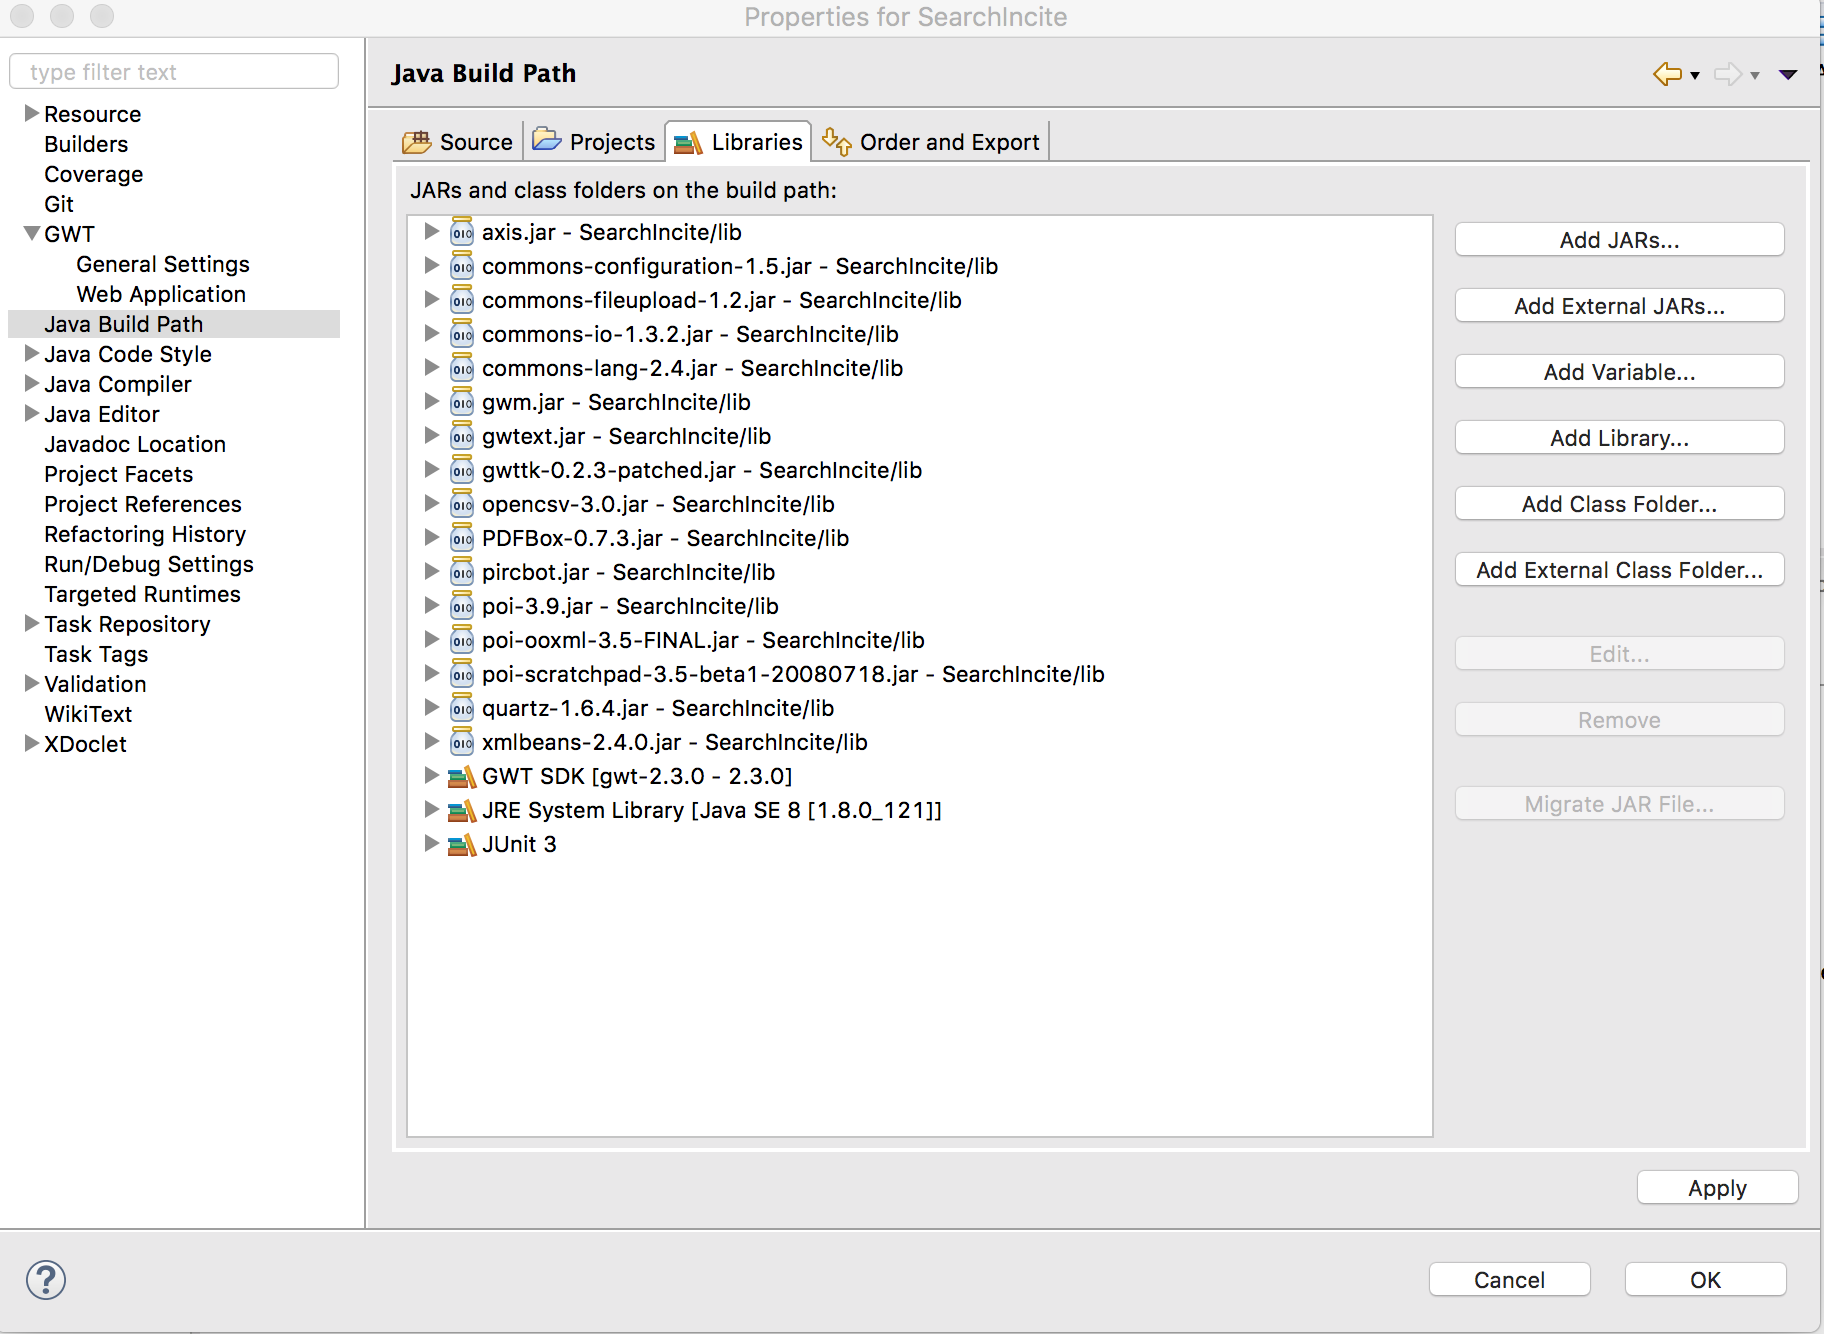 Properties for SearchIncite
type filter text
Resource
Builders
Coverage
Git
GWT
General Settings
Web Application
Java Build Path
Java Code Style
Java Compiler
Java Editor
Javadoc Location
Project Facets
Project References
Refactoring History
Run/Debug Settings
Targeted Runtimes
Task Repository
Task Tags
Validation
WikiText
XDoclet
Java Build Path
Source Projects Libraries Order and Export
JARs and class folders on the build path:
axis.jar - SearchIncite/lib
commons-configuration-1.5.jar - SearchIncite/lib
commons-fileupload-1.2.jar - SearchIncite/lib
commons-io-1.3.2.jar - SearchIncite/lib
commons-lang-2.4.jar - SearchIncite/lib
gwm.jar - SearchIncite/lib
gwtext.jar - SearchIncite/lib
gwttk-0.2.3-patched.jar - SearchIncite/lib
opencsv-3.0.jar - SearchIncite/lib
PDFBox-0.7.3.jar - SearchIncite/lib
pircbot.jar - SearchIncite/lib
poi-3.9.jar - SearchIncite/lib
poi-ooxml-3.5-FINAL.jar - SearchIncite/lib
poi-scratchpad-3.5-beta1-20080718.jar - SearchIncite/lib
quartz-1.6.4.jar - SearchIncite/lib
xmlbeans-2.4.0.jar - SearchIncite/lib
GWT SDK [gwt-2.3.0 - 2.3.0]
JRE System Library [Java SE 8 [1.8.0_121]]
JUnit 3
Add JARs...
Add External JARs...
Add Variable...
Add Library...
Add Class Folder...
Add External Class Folder...
Edit...
Remove
Migrate JAR File...
Apply
Cancel
OK